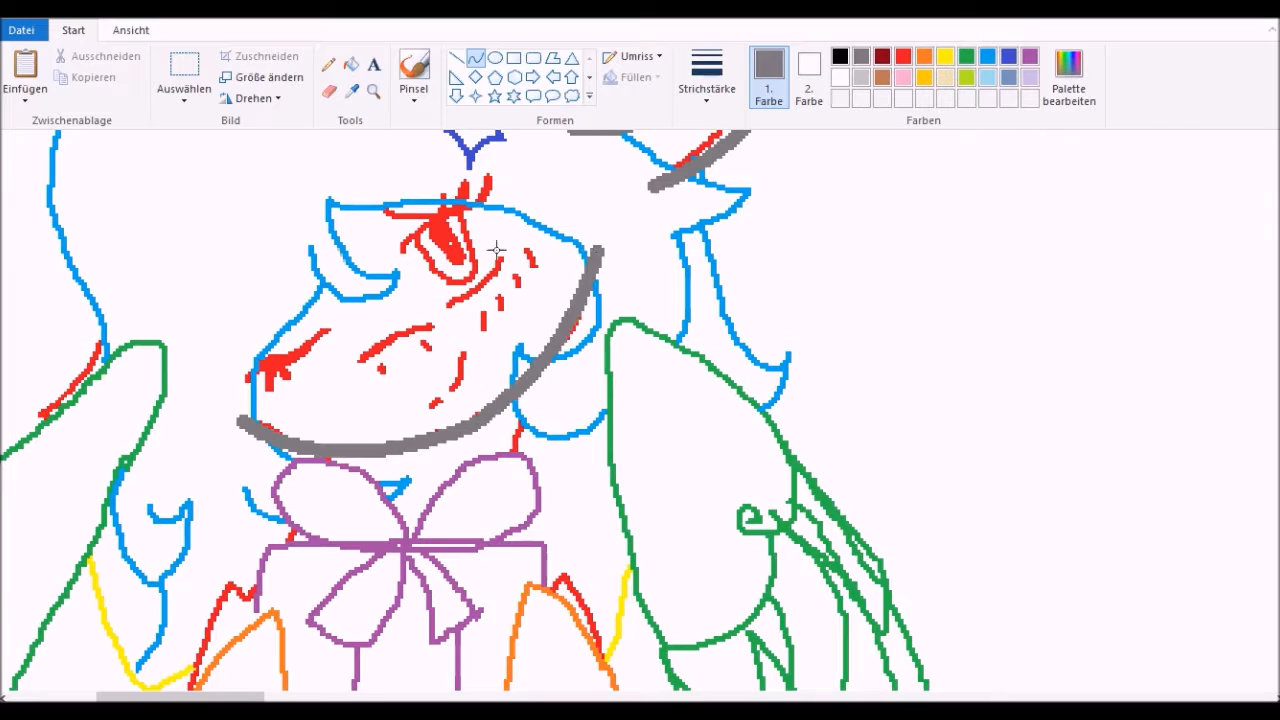 Datei Start Ansicht
Einfügen
Ausschneiden
Kopieren
Zwischenablage
Auswählen
Zuschneiden
Größe ändern
Drehen
Bild
A
Tools
Pinsel
Umriss
Füllen
Formen
Strichstärke
1.
Farbe
2.
Farbe
Palette
bearbeiten
Farben